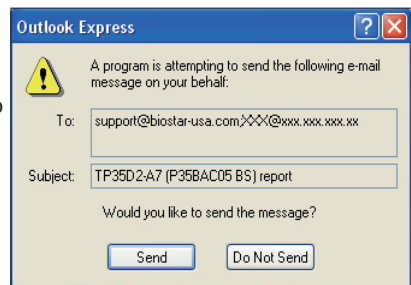 Outlook Express
A program is attempting to send the following e-mail
message on your behalf:
To: support@biostar-usa.com;XXX@xxx.xxx.xxx.xx
Subject: TP35D2-A7 (P35BAC05 BS) report
Would you like to send the message?
Send Do Not Send